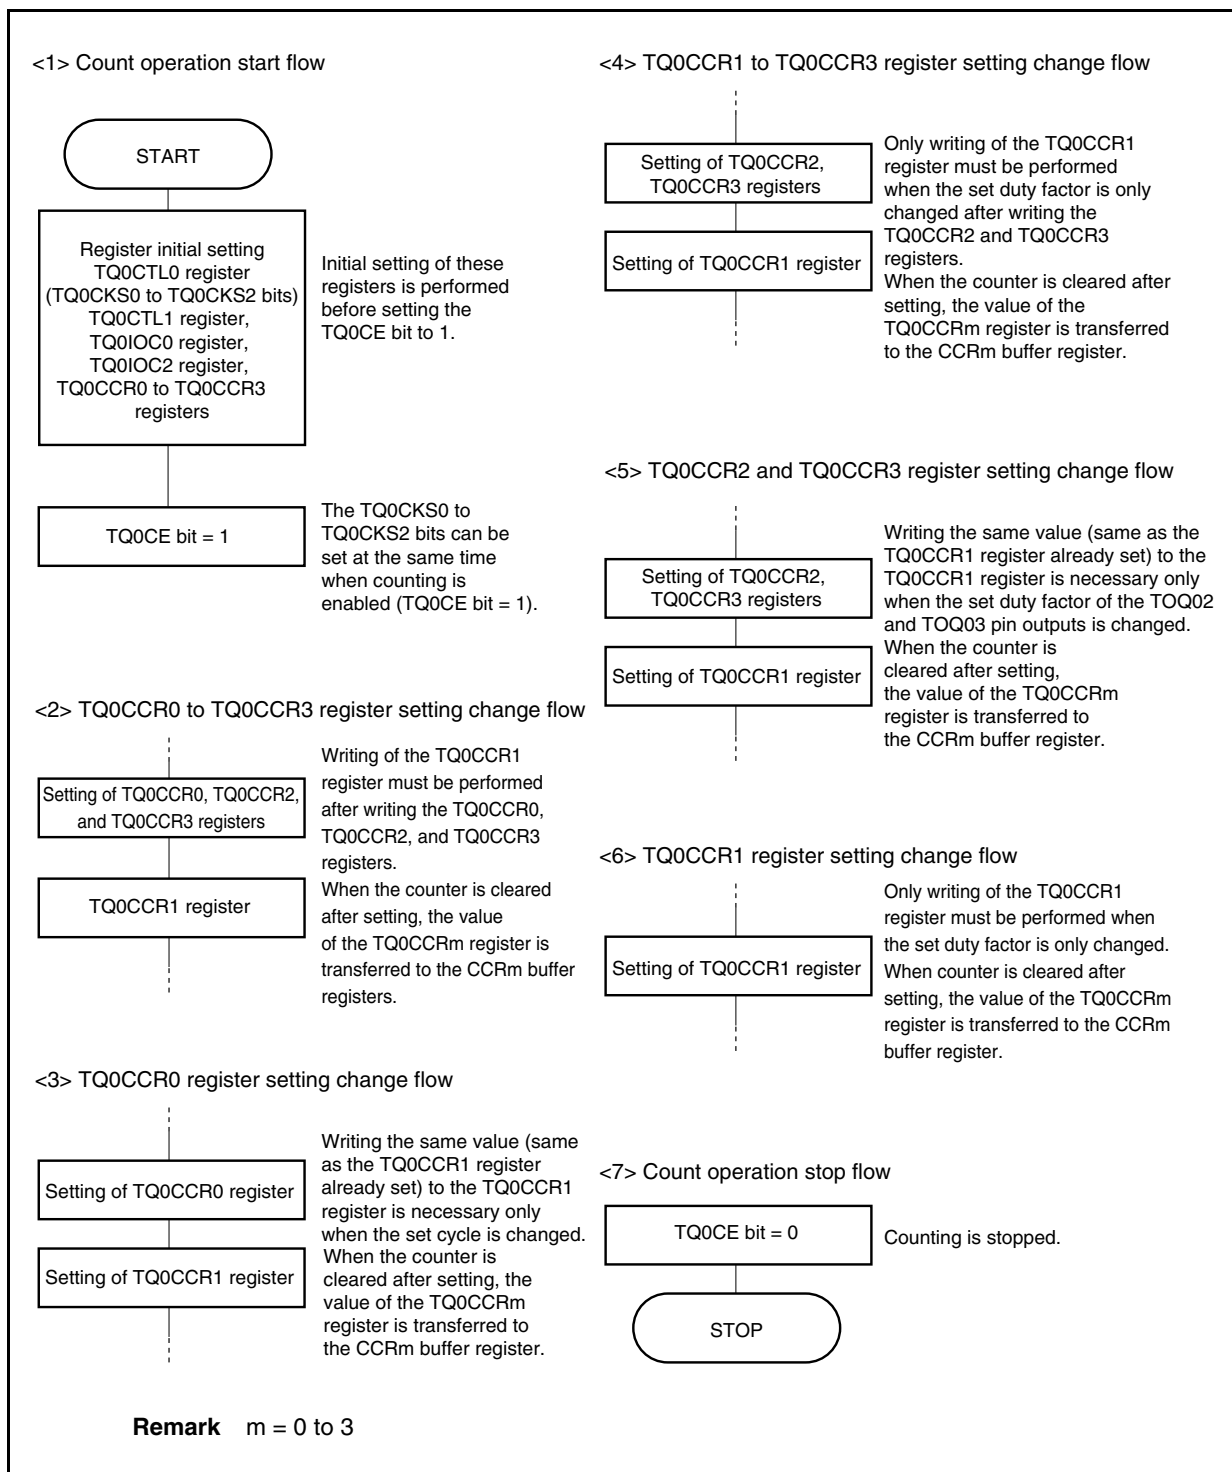 <1> Count operation start flow
START
Register initial setting
TQ0CTL0 register
(TQ0CKS0 to TQ0CKS2 bits)
TQ0CTL1 register,
TQ0IOC0 register,
TQ0IOC2 register,
TQ0CCR0 to TQ0CCR3
registers
Initial setting of these
registers is performed
before setting the
TQ0CE bit to 1.
TQ0CE bit = 1
The TQ0CKS0 to
TQ0CKS2 bits can be
set at the same time
when counting is
enabled (TQ0CE bit = 1).
<2> TQ0CCR0 to TQ0CCR3 register setting change flow
Setting of TQ0CCR0, TQ0CCR2,
and TQ0CCR3 registers
TQ0CCR1 register
Writing of the TQ0CCR1
register must be performed
after writing the TQ0CCR0,
TQ0CCR2, and TQ0CCR3
registers.
When the counter is cleared
after setting, the value
of the TQ0CCRm register is
transferred to the CCRm buffer
registers.
<3> TQ0CCR0 register setting change flow
Setting of TQ0CCR0 register
Setting of TQ0CCR1 register
Writing the same value (same
as the TQ0CCR1 register
already set) to the TQ0CCR1
register is necessary only
when the set cycle is changed.
When the counter is
cleared after setting, the
value of the TQ0CCRm
register is transferred to
the CCRm buffer register.
<4> TQ0CCR1 to TQ0CCR3 register setting change flow
Setting of TQ0CCR2,
TQ0CCR3 registers
Setting of TQ0CCR1 register
Only writing of the TQ0CCR1
register must be performed
when the set duty factor is only
changed after writing the
TQ0CCR2 and TQ0CCR3
registers.
When the counter is cleared after
setting, the value of the
TQ0CCRm register is transferred
to the CCRm buffer register.
<5> TQ0CCR2 and TQ0CCR3 register setting change flow
Setting of TQ0CCR2,
TQ0CCR3 registers
Setting of TQ0CCR1 register
Writing the same value (same as the
TQ0CCR1 register already set) to the
TQ0CCR1 register is necessary only
when the set duty factor of the TOQ02
and TOQ03 pin outputs is changed.
When the counter is
cleared after setting,
the value of the TQ0CCRm
register is transferred to
the CCRm buffer register.
<6> TQ0CCR1 register setting change flow
Setting of TQ0CCR1 register
Only writing of the TQ0CCR1
register must be performed when
the set duty factor is only changed.
When counter is cleared after
setting, the value of the TQ0CCRm
register is transferred to the CCRm
buffer register.
<7> Count operation stop flow
TQ0CE bit = 0
Counting is stopped.
STOP
Remark m = 0 to 3